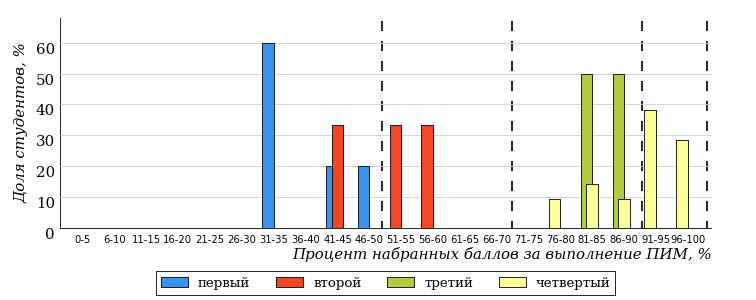 Доля студентов, %
60
50
40
30
20
10
0
0-5 6-10 11-15 16-20 21-25 26-30 31-35 36-40 41-45 46-50 51-55 56-60 61-65 66-70 71-75 76-80 81-85 86-90 91-95 96-100
Процент набранных баллов за выполнение ПИМ, %
первый второй третий четвертый